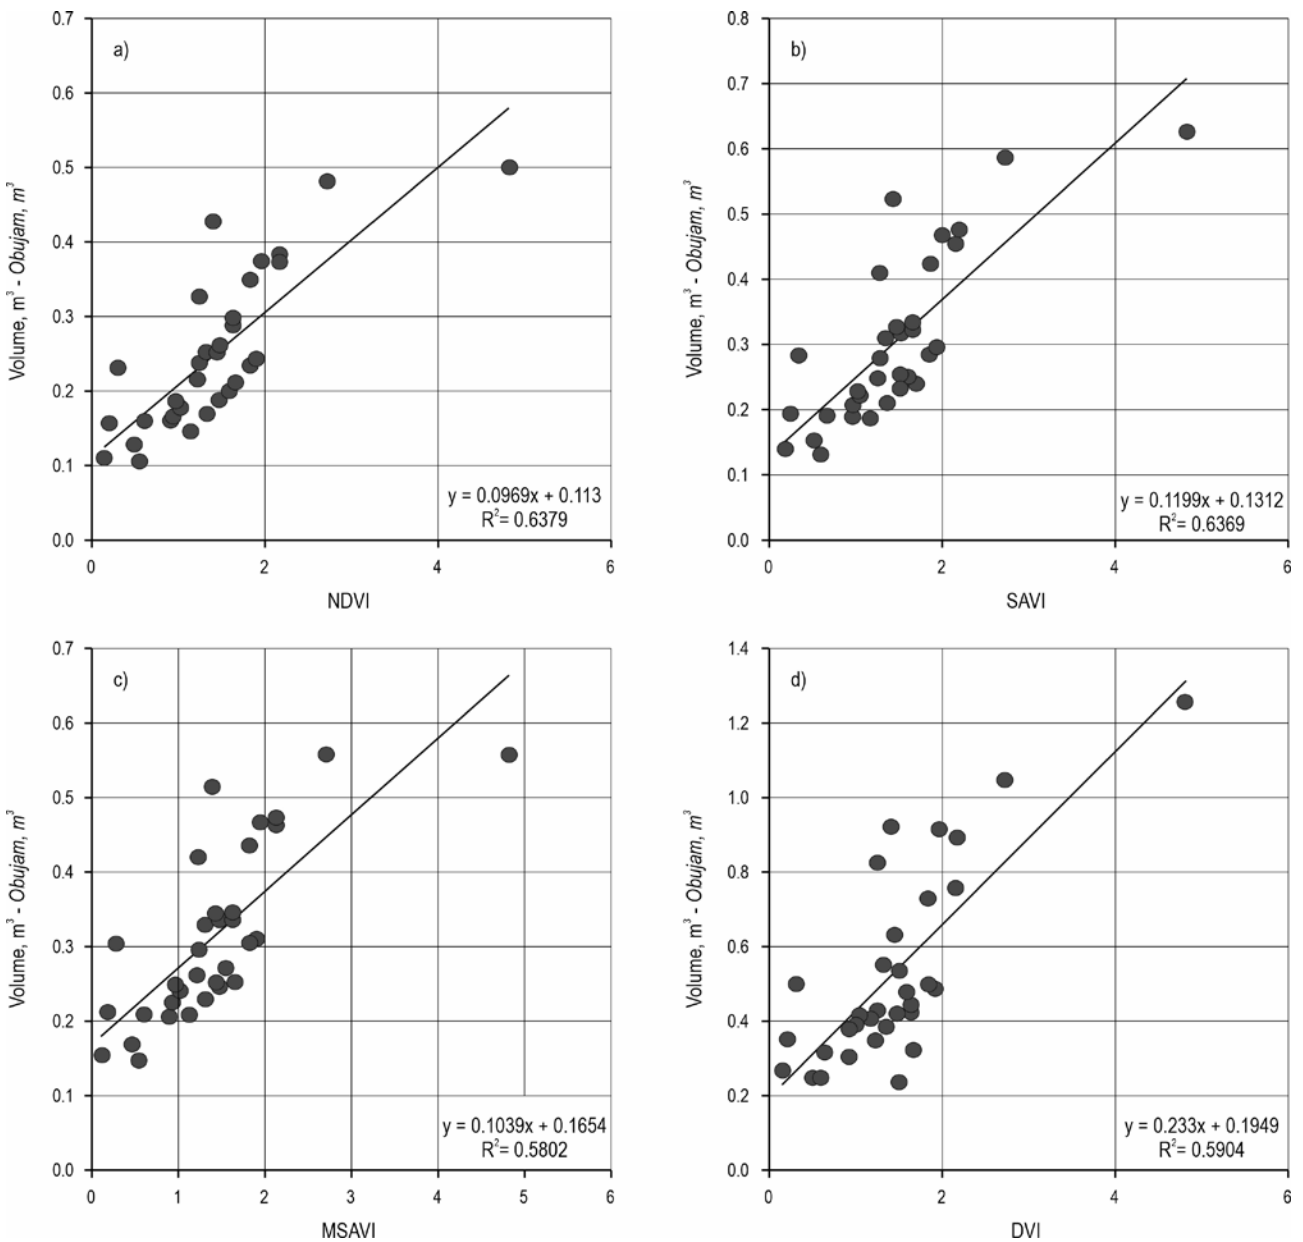 a)
0.7
0.6
0.5
0.4
0.3
0.2
0.1
0.0
Volume, m³ - Obujam, m³
y = 0.0969x + 0.113
R²= 0.6379
0 2 4 6
NDVI
b)
0.8
0.7
0.6
0.5
0.4
0.3
0.2
0.1
0.0
Volume, m³ - Obujam, m³
y = 0.1199x + 0.1312
R²= 0.6369
0 2 4 6
SAVI
c)
0.7
0.6
0.5
0.4
0.3
0.2
0.1
0.0
Volume, m³ - Obujam, m³
y = 0.1039x + 0.1654
R²= 0.5802
0 1 2 3 4 5 6
MSAVI
d)
1.4
1.2
1.0
0.8
0.6
0.4
0.2
0.0
Volume, m³ - Obujam, m³
y = 0.233x + 0.1949
R²= 0.5904
0 2 4 6
DVI